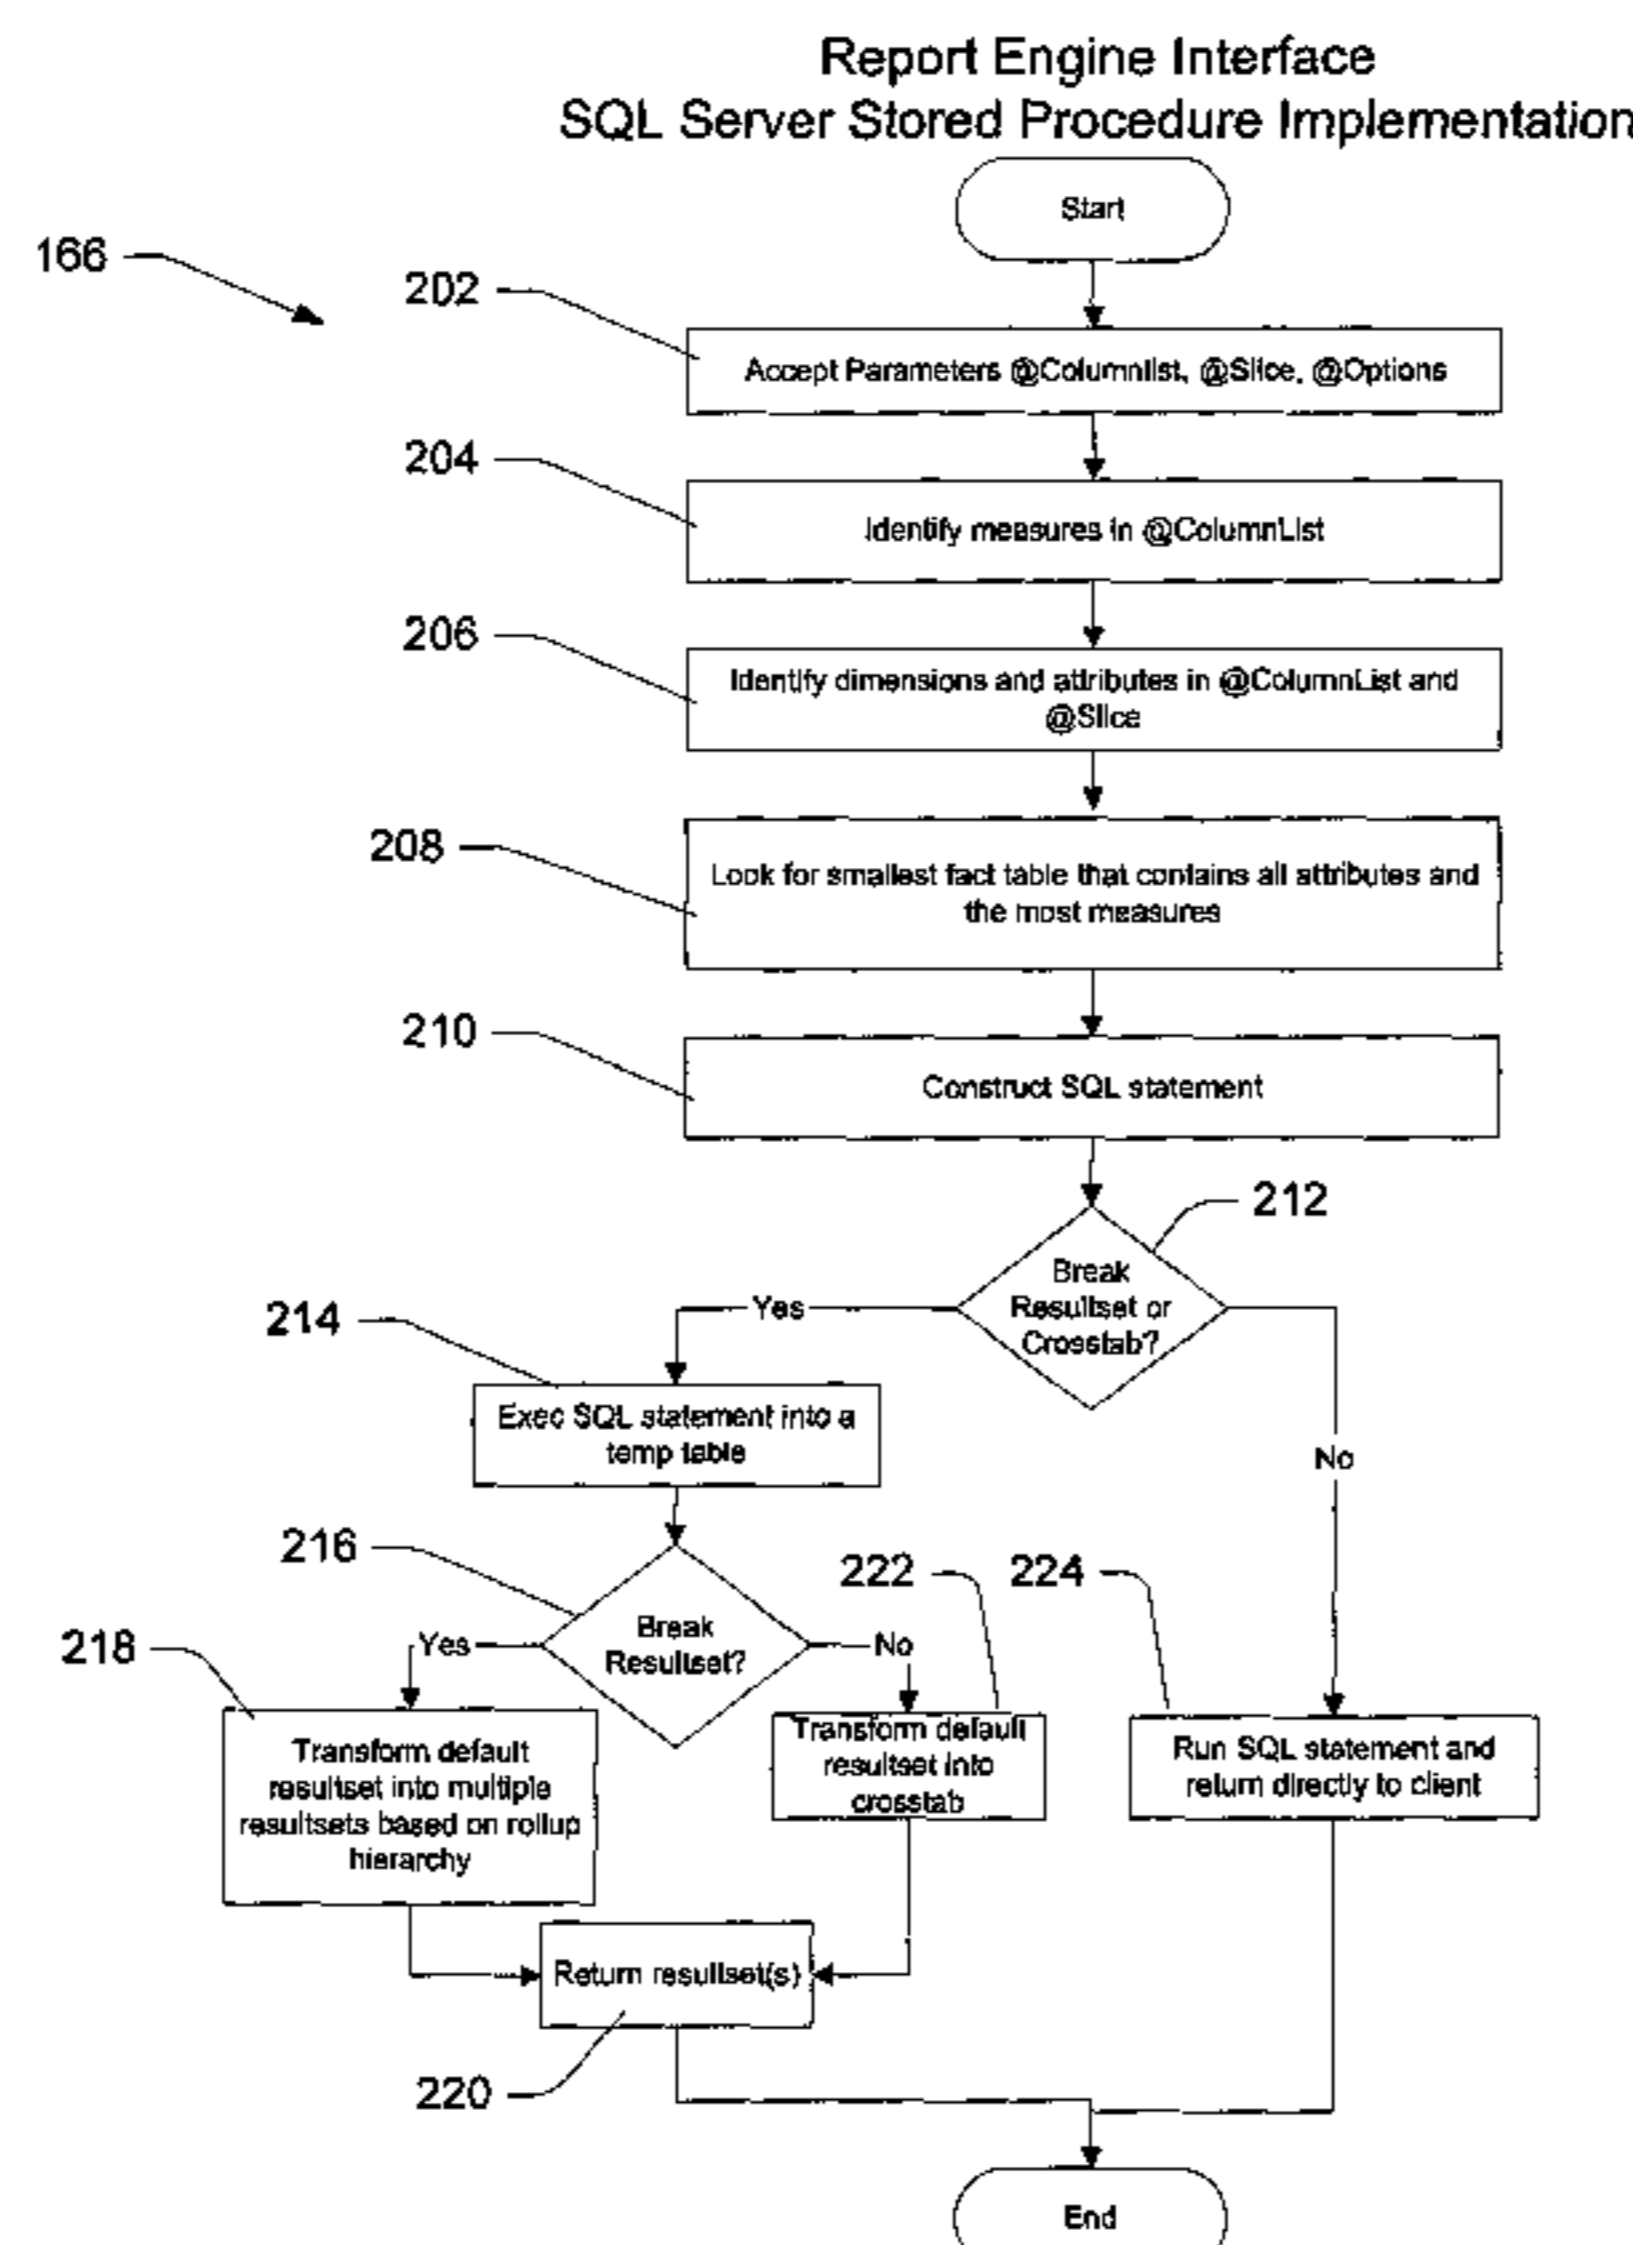 Report Engine Interface
SQL Server Stored Procedure Implementation
Start
166
202
Accept Parameters @Columnlist, @Slice, @Options
204
Identify measures in @ColumnList
206
Identify dimensions and attributes in @ColumnList and
@Slice
208
Look for smallest fact table that contains all attributes and
the most measures
210
Construct SQL statement
212
Break
Resultset or
Crosstab?
Yes
No
214
Exec SQL statement into a
temp table
216
Break
Resultset?
Yes
No
218
Transform default
resultset into multiple
resultsets based on rollup
hierarchy
222
Transform default
resultset into
crosstab
224
Run SQL statement and
return directly to client
Return resultset(s)
220
End